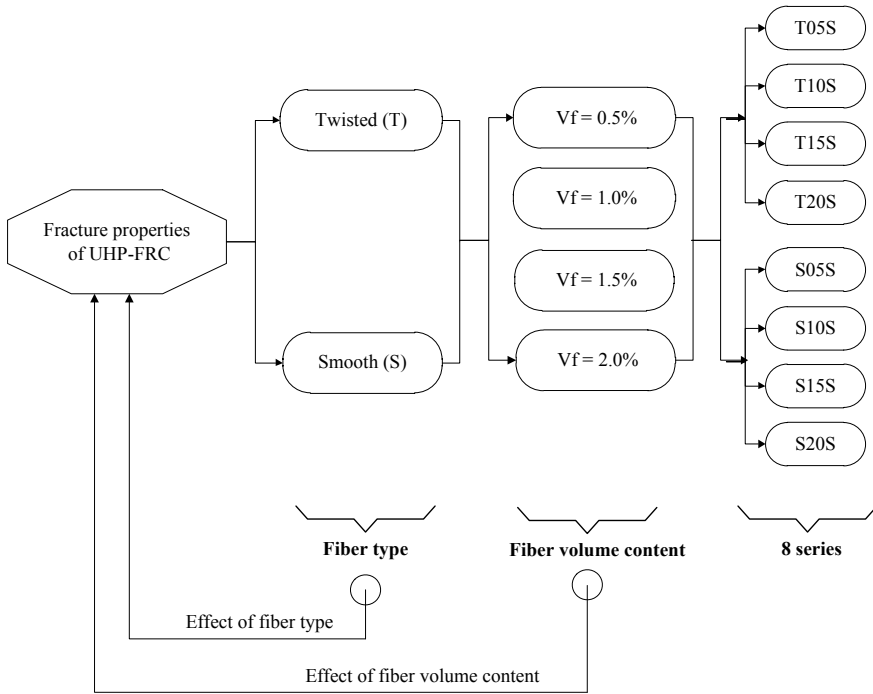 Fracture properties
of UHP-FRC
Twisted (T)
Smooth (S)
Vf = 0.5%
Vf = 1.0%
Vf = 1.5%
Vf = 2.0%
T05S
T10S
T15S
T20S
S05S
S10S
S15S
S20S
Fiber type
Fiber volume content
8 series
Effect of fiber type
Effect of fiber volume content